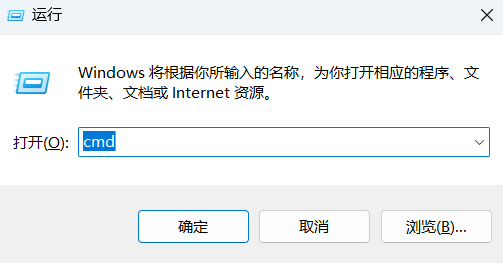 运行
Windows 将根据你所输入的名称，为你打开相应的程序、文
件夹、文档或 Internet 资源。
打开(O): cmd
确定 取消 浏览(B)...